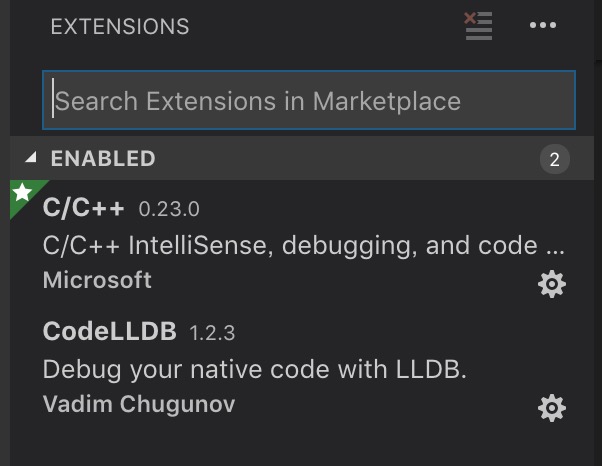 EXTENSIONS
Search Extensions in Marketplace
ENABLED 2
C/C++ 0.23.0
C/C++ IntelliSense, debugging, and code ...
Microsoft
CodeLLDB 1.2.3
Debug your native code with LLDB.
Vadim Chugunov